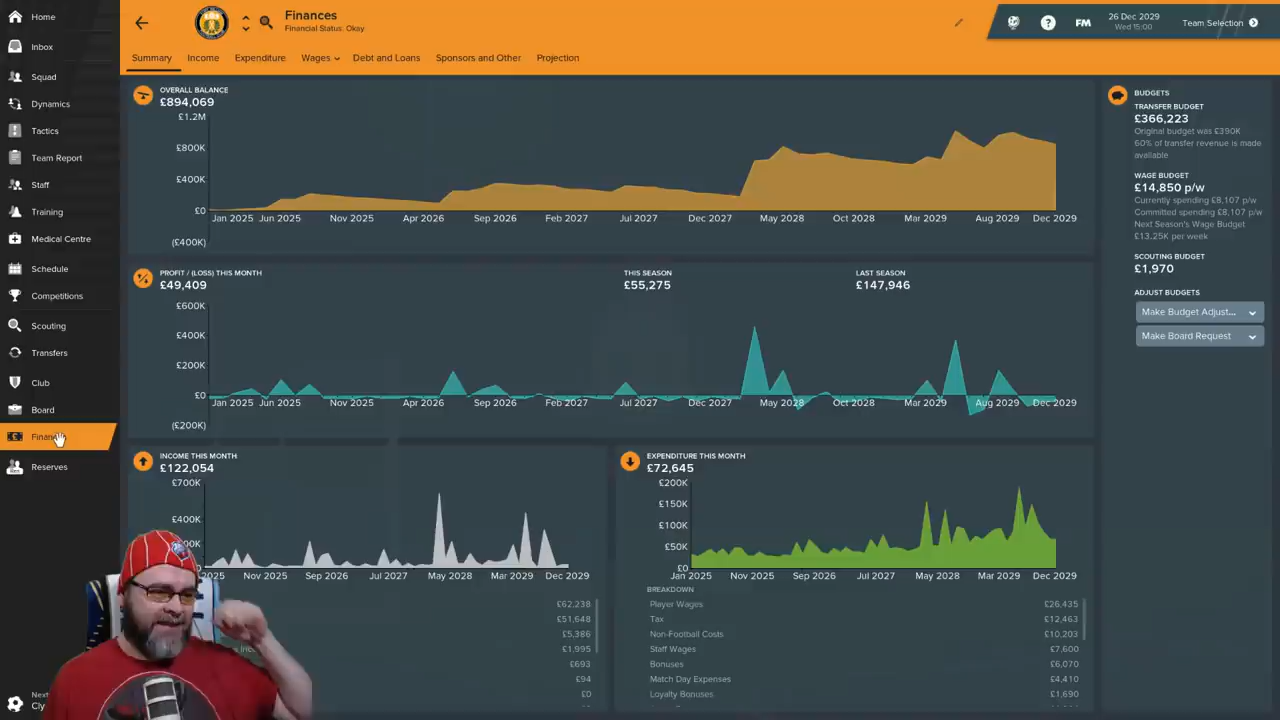 Home
Inbox
Squad
Dynamics
Tactics
Team Report
Staff
Training
Medical Centre
Schedule
Competitions
Scouting
Transfers
Club
Board
Reserves
Finances
Financial Status: Okay
26 Dec 2029
Wed 15:00
FM
?
Team Selection
Summary
Income
Expenditure
Wages
Debt and Loans
Sponsors and Other
Projection
OVERALL BALANCE
£894,069
£1.2M
£800K
£400K
£0
(£400K)
Jan 2025 Jun 2025 Nov 2025 Apr 2026 Sep 2026 Feb 2027 Jul 2027 Dec 2027 May 2028 Oct 2028 Mar 2029 Aug 2029 Dec 2029
PROFIT / (LOSS) THIS MONTH
£49,409
THIS SEASON
£55,275
LAST SEASON
£147,946
£600K
£400K
£200K
£0
(£200K)
Jan 2025 Jun 2025 Nov 2025 Apr 2026 Sep 2026 Feb 2027 Jul 2027 Dec 2027 May 2028 Oct 2028 Mar 2029 Aug 2029 Dec 2029
INCOME THIS MONTH
£122,054
£700K
£400K
£0
2025 Nov 2025 Sep 2026 Jul 2027 May 2028 Mar 2029 Dec 2029
£62,238
£51,648
£5,386
£1,995
£693
£94
£0
EXPENDITURE THIS MONTH
£72,645
£200K
£150K
£100K
£50K
£0
Jan 2025 Nov 2025 Sep 2026 Jul 2027 May 2028 Mar 2029 Dec 2029
BREAKDOWN
Player Wages £26,435
Tax £12,463
Non-Football Costs £10,203
Staff Wages £7,600
Bonuses £6,070
Match Day Expenses £4,410
Loyalty Bonuses £1,690
BUDGETS
TRANSFER BUDGET
£366,223
Original budget was £390K
60% of transfer revenue is made
available
WAGE BUDGET
£14,850 p/w
Currently spending £8,107 p/w
Committed spending £8,107 p/w
Next Season's Wage Budget
£13.25K per week
SCOUTING BUDGET
£1,970
ADJUST BUDGETS
Make Budget Adjust...
Make Board Request